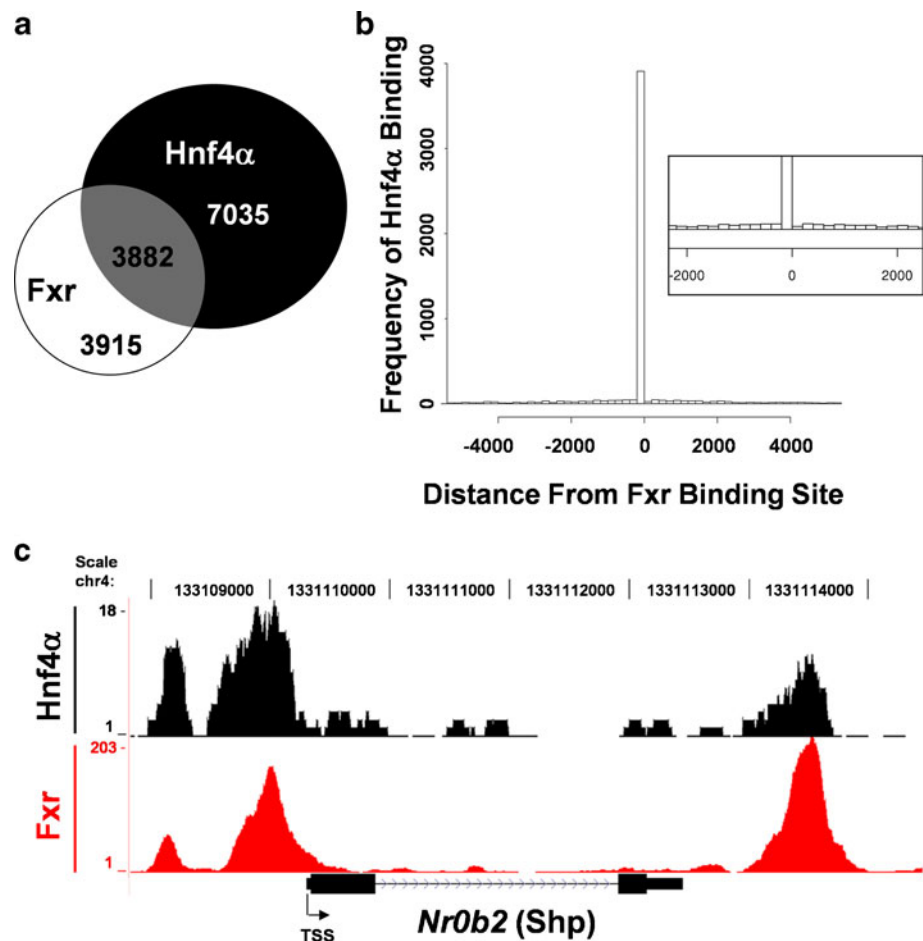 a
Hnf4α
7035
3882
Fxr
3915
b
Frequency of Hnf4α Binding
4000
3000
2000
1000
0
-4000 -2000 0 2000 4000
-2000 0 2000
Distance From Fxr Binding Site
c
Scale
chr4:
133109000 1331110000 1331111000 1331112000 1331113000 1331114000
Hnf4α
18
1
Fxr
203
1
TSS
Nr0b2 (Shp)